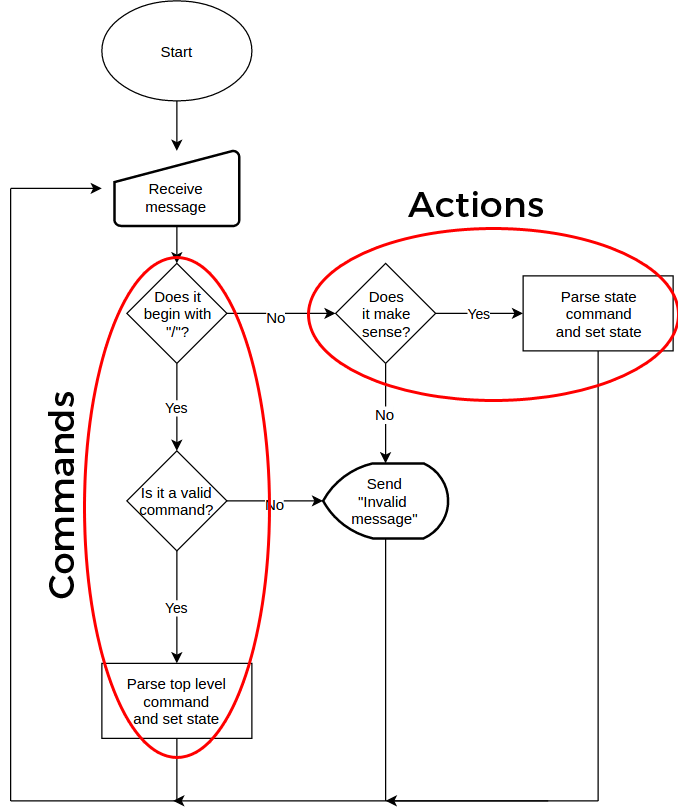 Start
Receive
message
Actions
Does it
begin with
"/"?
No
Does
it make
sense?
Yes
Parse state
command
and set state
Commands
Yes
No
Is it a valid
command?
No
Send
"Invalid
message"
Yes
Parse top level
command
and set state